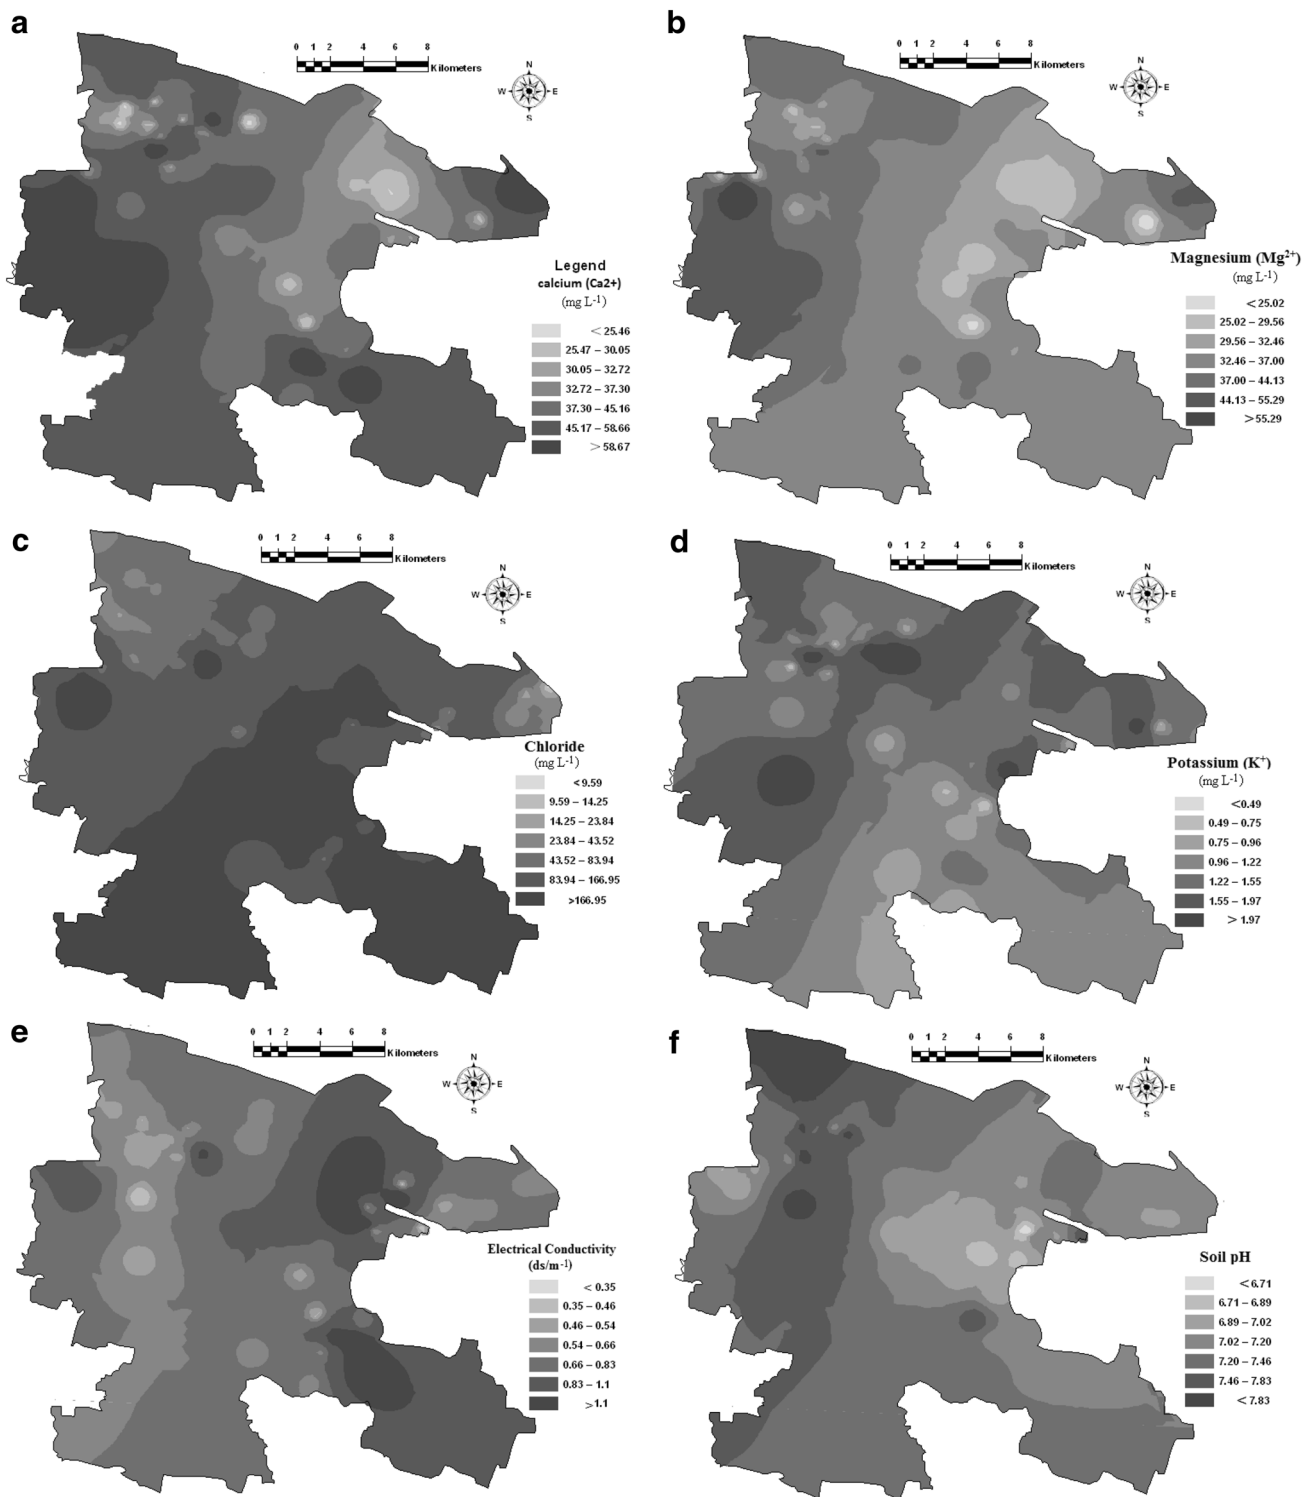 a
0 1 2 4 6 8
Kilometers
N
W E
S
Legend
calcium (Ca2+)
(mg L-1)
< 25.46
25.47 – 30.05
30.05 – 32.72
32.72 – 37.30
37.30 – 45.16
45.17 – 58.66
> 58.67
b
0 1 2 4 6 8
Kilometers
N
W E
S
Magnesium (Mg2+)
(mg L-1)
<25.02
25.02 – 29.56
29.56 – 32.46
32.46 – 37.00
37.00 – 44.13
44.13 – 55.29
>55.29
c
0 1 2 4 6 8
Kilometers
N
W E
S
Chloride
(mg L-1)
<9.59
9.59 – 14.25
14.25 – 23.84
23.84 – 43.52
43.52 – 83.94
83.94 – 166.95
>166.95
d
0 1 2 4 6 8
Kilometers
N
W E
S
Potassium (K+)
(mg L-1)
<0.49
0.49 – 0.75
0.75 – 0.96
0.96 – 1.22
1.22 – 1.55
1.55 – 1.97
> 1.97
e
0 1 2 4 6 8
Kilometers
N
W E
S
Electrical Conductivity
(ds/m-1)
< 0.35
0.35 – 0.46
0.46 – 0.54
0.54 – 0.66
0.66 – 0.83
0.83 – 1.1
>1.1
f
0 1 2 4 6 8
Kilometers
N
W E
S
Soil pH
<6.71
6.71 – 6.89
6.89 – 7.02
7.02 – 7.20
7.20 – 7.46
7.46 – 7.83
<7.83